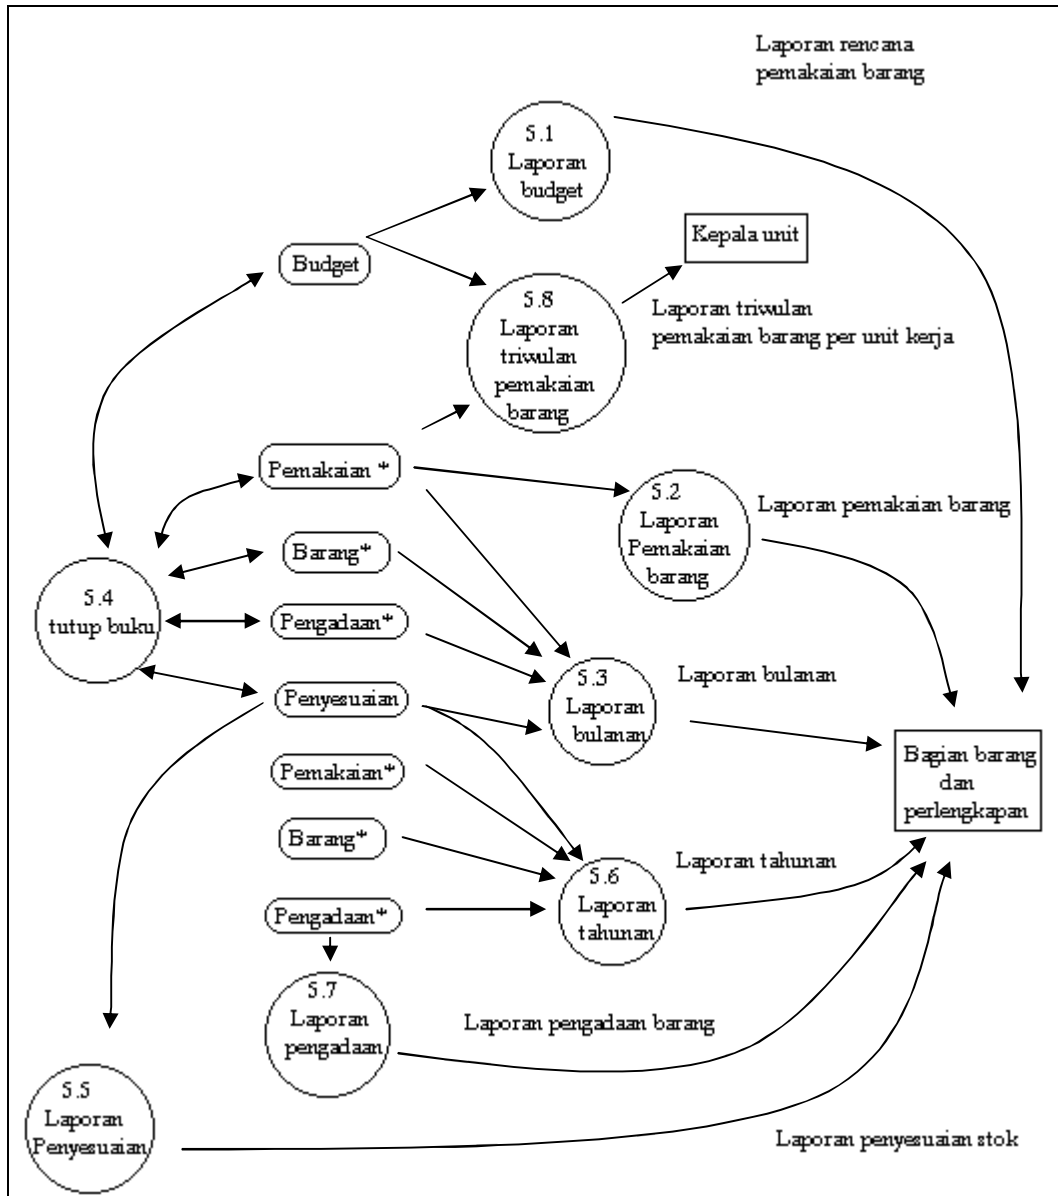 Laporan rencana
pemakaian barang
5.1
Laporan
budget
Kepala unit
Budget
5.8
Laporan
triwulan
pemakaian
barang
Laporan triwulan
pemakaian barang per unit kerja
Pemakaian *
5.2
Laporan
Pemakaian
barang
Laporan pemakaian barang
Barang*
5.4
tutup buku
Pengadaan*
Penyesuaian
5.3
Laporan
bulanan
Laporan bulanan
Bagian barang
dan
perlengkapan
Pemakaian*
Barang*
5.6
Laporan
tahunan
Laporan tahunan
Pengadaan*
5.7
Laporan
pengadaan
Laporan pengadaan barang
5.5
Laporan
Penyesuaian
Laporan penyesuaian stok